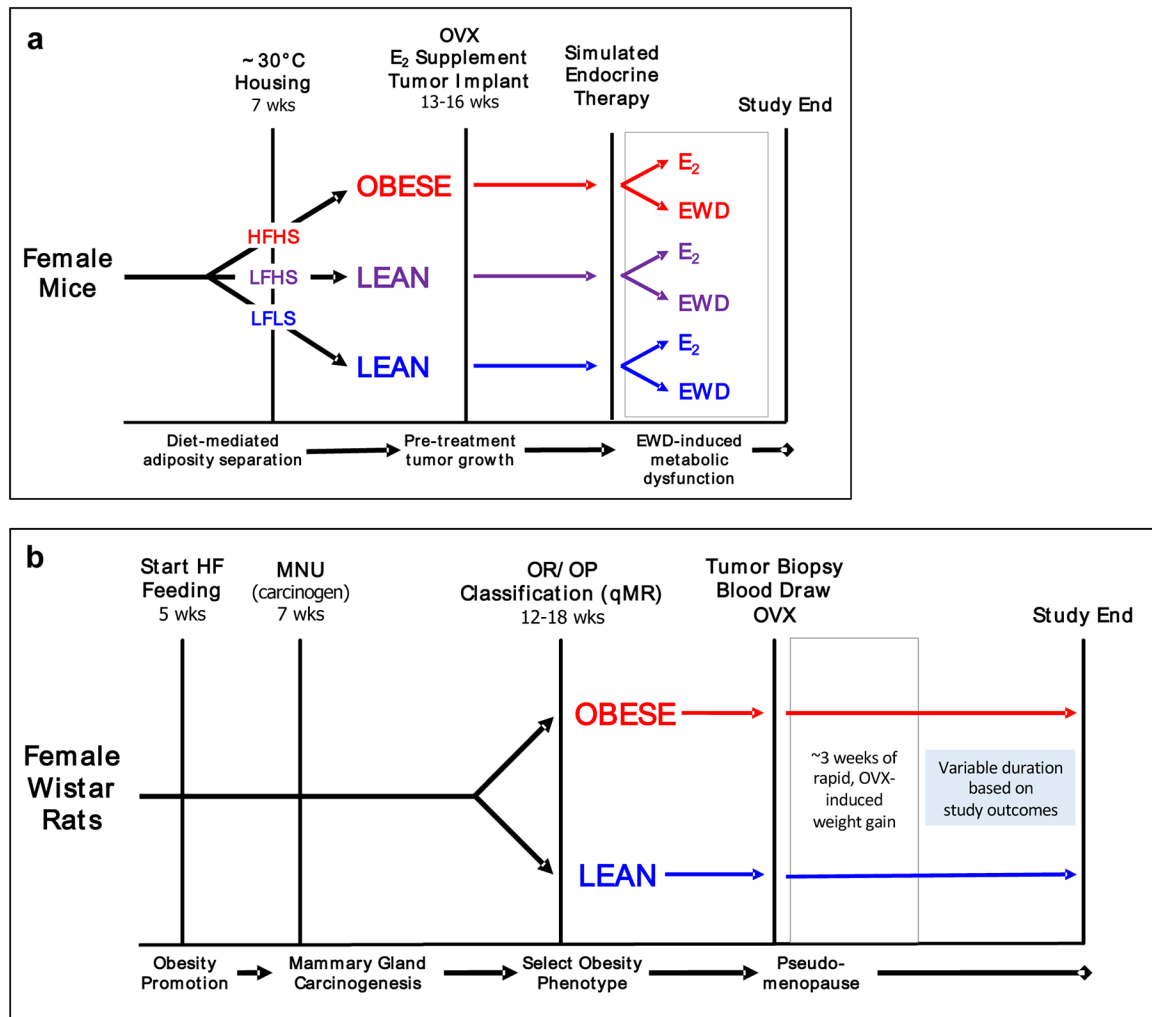 a
~ 30°C
Housing
7 wks
OVX
E₂ Supplement
Tumor Implant
13-16 wks
Simulated
Endocrine
Therapy
Study End
Female
Mice
HFHS
LFHS
LFLS
OBESE
LEAN
LEAN
E₂
EWD
E₂
EWD
E₂
EWD
Diet-mediated
adiposity separation
Pre-treatment
tumor growth
EWD-induced
metabolic
dysfunction
b
Start HF
Feeding
5 wks
MNU
(carcinogen)
7 wks
OR/ OP
Classification (qMR)
12-18 wks
Tumor Biopsy
Blood Draw
OVX
Study End
Female
Wistar
Rats
OBESE
LEAN
~3 weeks of
rapid, OVX-
induced
weight gain
Variable duration
based on
study outcomes
Obesity
Promotion
Mammary Gland
Carcinogenesis
Select Obesity
Phenotype
Pseudo-
menopause